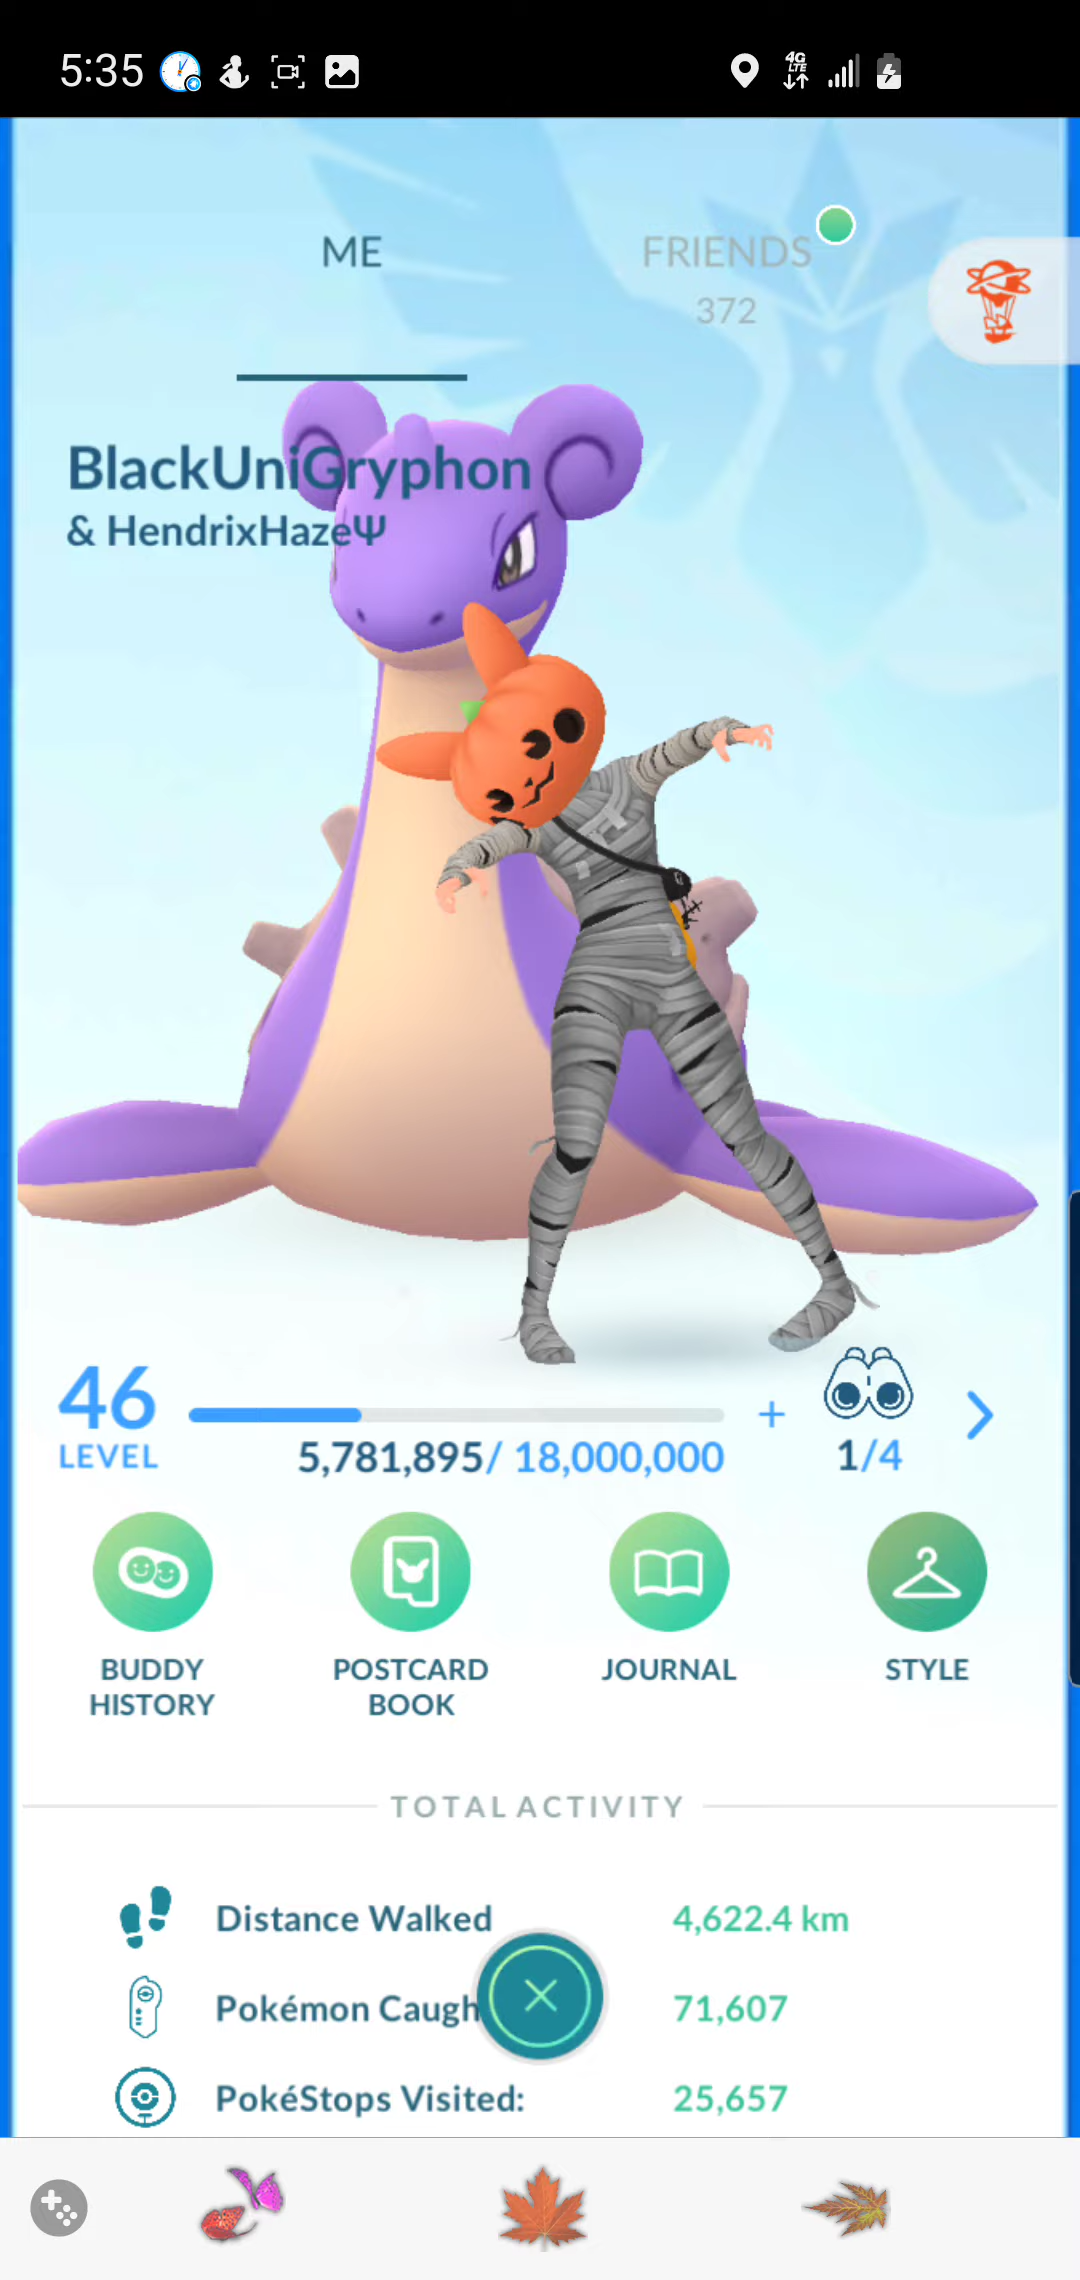 5:35
4G
LTE
ME
FRIENDS
372
BlackUniGryphon
& HendrixHazeΨ
46
LEVEL
5,781,895/ 18,000,000
+
1/4
BUDDY
HISTORY
POSTCARD
BOOK
JOURNAL
STYLE
TOTAL ACTIVITY
Distance Walked
4,622.4 km
Pokémon Caugh
71,607
PokéStops Visited:
25,657